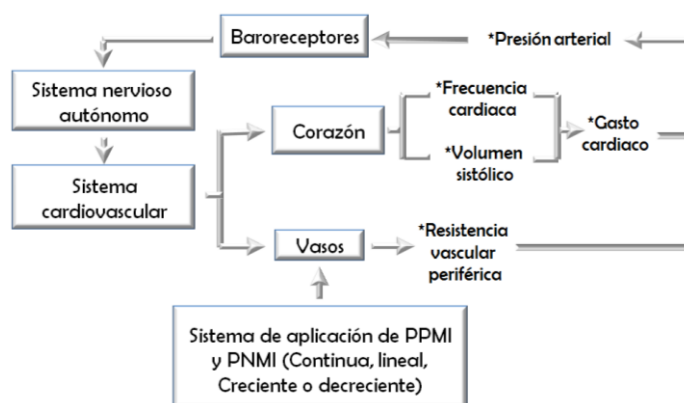 Baroreceptores
*Presión arterial
Sistema nervioso
autónomo
Sistema
cardiovascular
Corazón
*Frecuencia
cardiaca
*Volumen
sistólico
*Gasto
cardiaco
Vasos
*Resistencia
vascular
periférica
Sistema de aplicación de PPMI
y PNMI (Continua, lineal,
Creciente o decreciente)